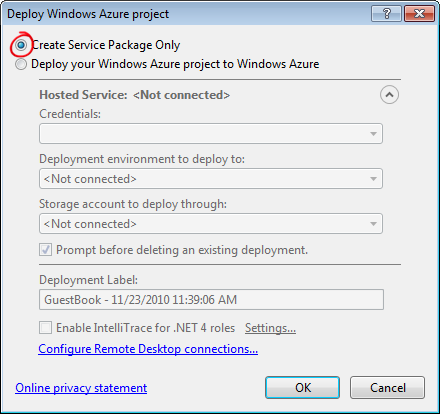 Deploy Windows Azure project
Create Service Package Only
Deploy your Windows Azure project to Windows Azure
Hosted Service: <Not connected>
Credentials:
Deployment environment to deploy to:
<Not connected>
Storage account to deploy through:
<Not connected>
Prompt before deleting an existing deployment.
Deployment Label:
GuestBook - 11/23/2010 11:39:06 AM
Enable IntelliTrace for .NET 4 roles Settings...
Configure Remote Desktop connections...
Online privacy statement OK Cancel